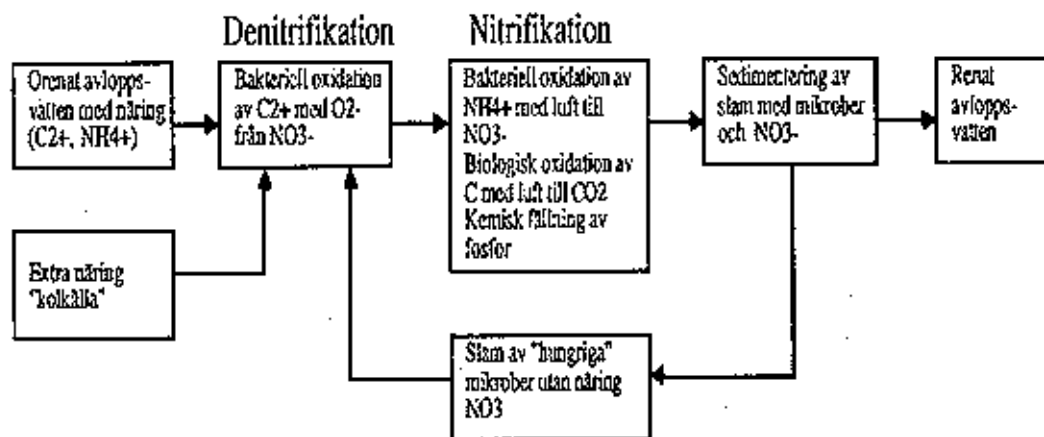 Denitrifikation
Nitrifikation
Orenat avlopps-
vatten med näring
(C2+, NH4+)
Bakteriell oxidation
av C2+ med O2-
från NO3-
Bakteriell oxidation av
NH4+ med luft till
NO3-
Biologisk oxidation av
C med luft till CO2
Kemisk fällning av
fosfor
Sedimentering av
slam med mikrober
och NO3-
Renat
avlopps-
vatten
Extra näring
"kolkälla"
Slam av "hungriga"
mikrober utan näring
NO3